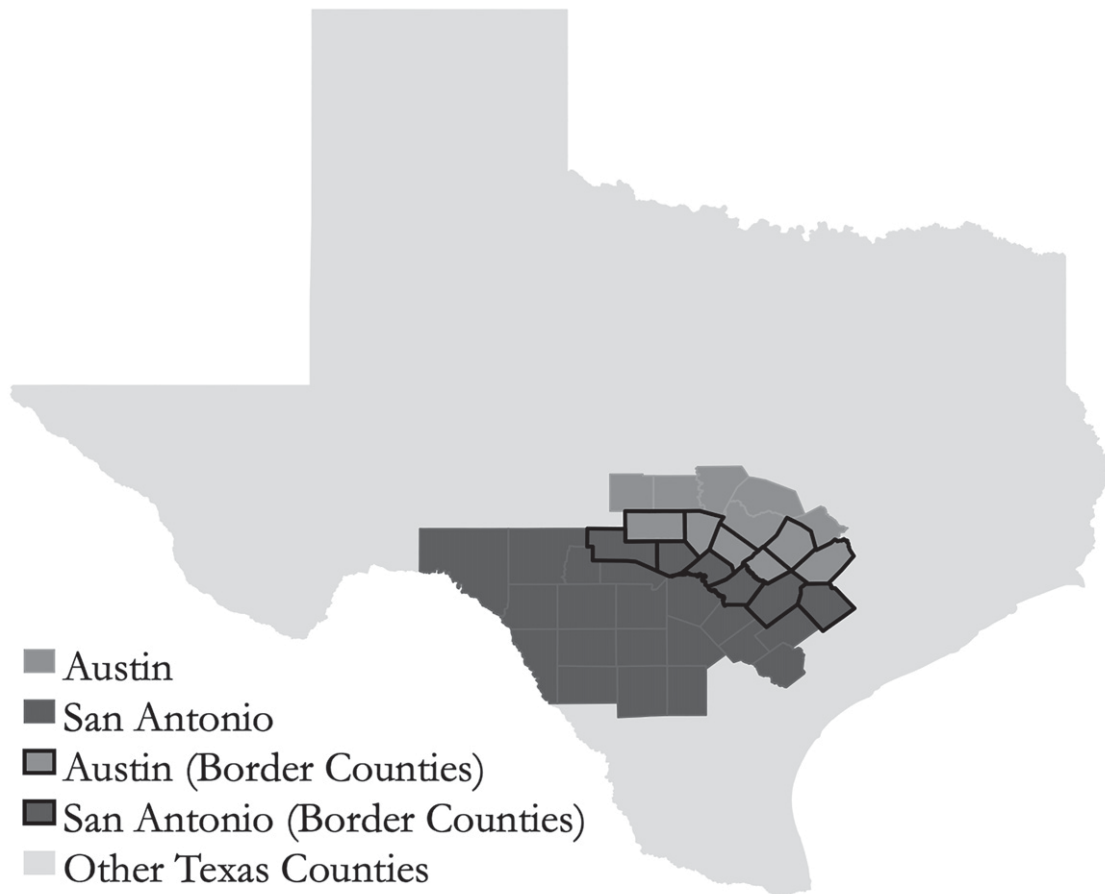 Austin
San Antonio
Austin (Border Counties)
San Antonio (Border Counties)
Other Texas Counties